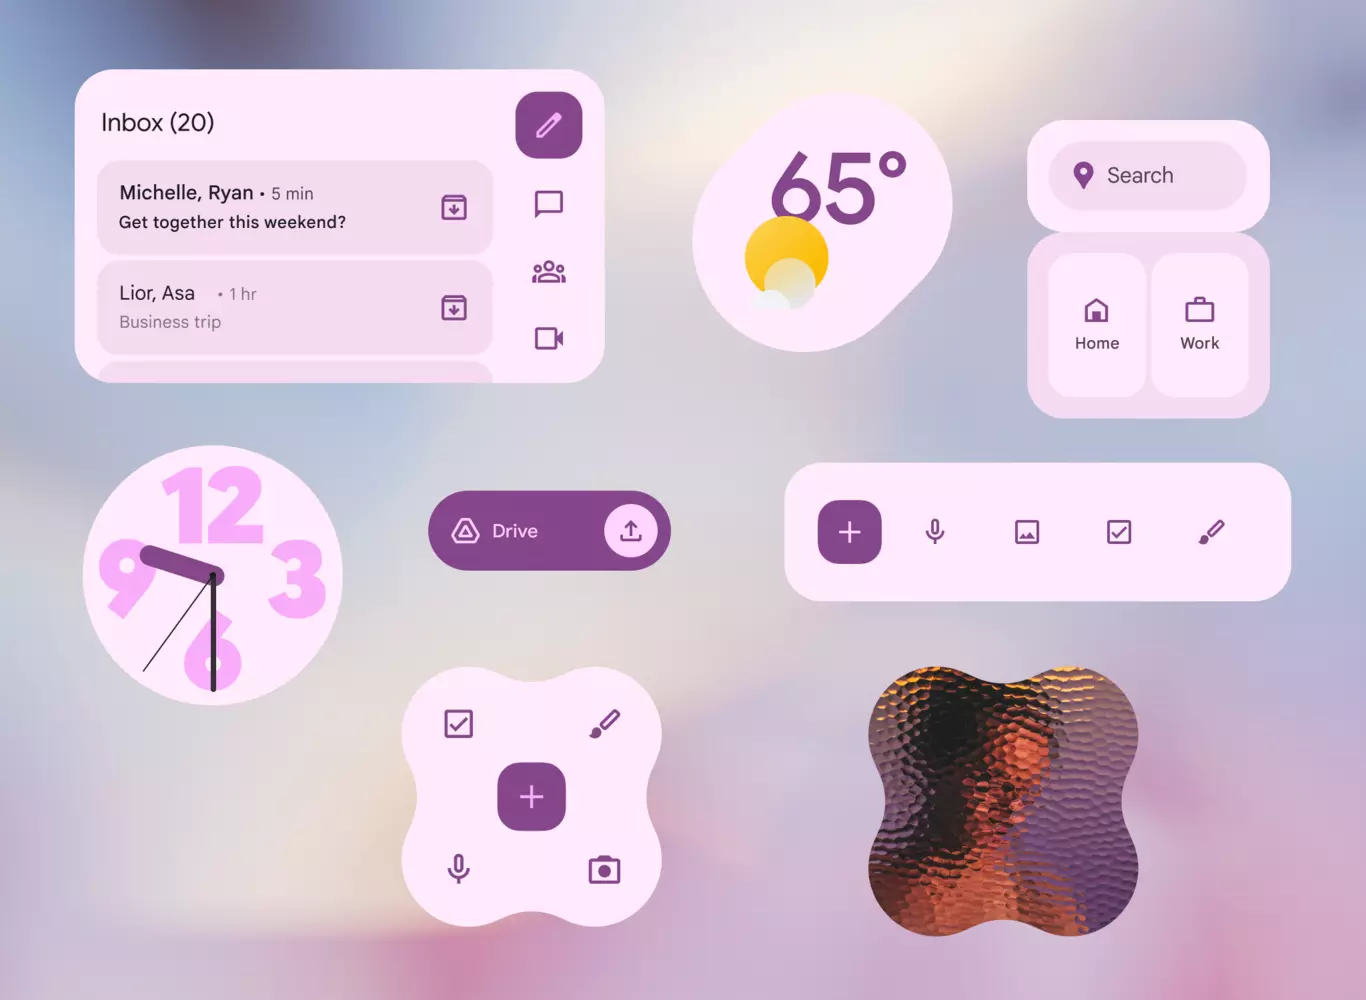 Inbox (20)
Michelle, Ryan • 5 min
Get together this weekend?
Lior, Asa • 1 hr
Business trip
65°
Search
Home
Work
12
9
3
6
Drive